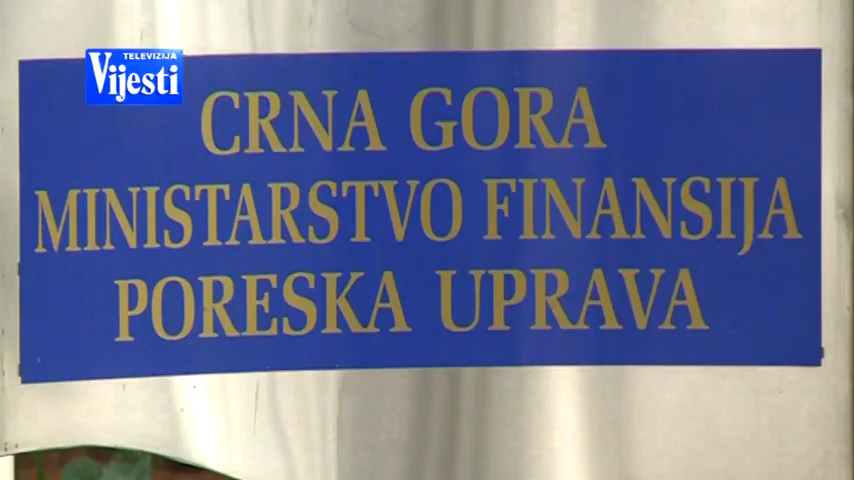 TELEVIZIJA
Vijesti
CRNA GORA
MINISTARSTVO FINANSIJA
PORESKA UPRAVA